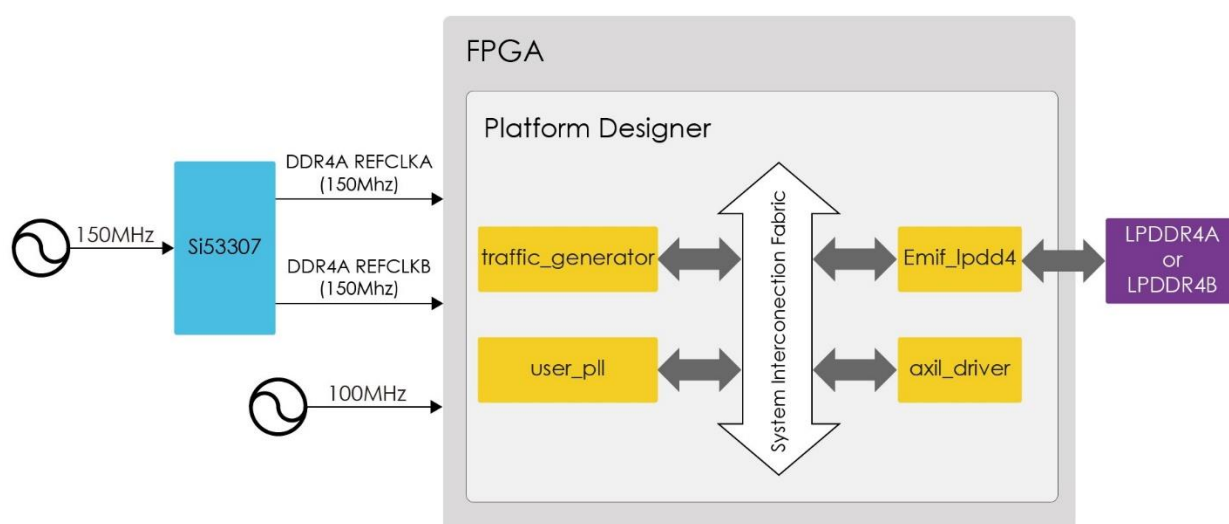 FPGA
Platform Designer
DDR4A REFCLKA
(150Mhz)
150MHz
Si53307
DDR4A REFCLKB
(150Mhz)
100MHz
traffic_generator
user_pll
System Interconection Fabric
Emif_lpdd4
axil_driver
LPDDR4A
or
LPDDR4B